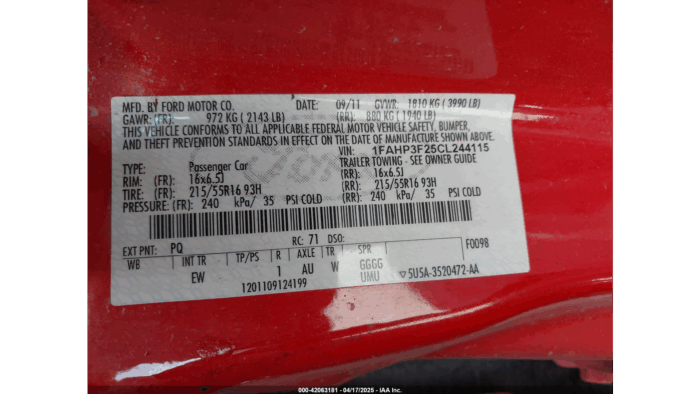 MFD. BY FORD MOTOR CO. DATE: 09/11 GVWR: 1810 KG ( 3990 LB)
GAWR: (FR): 972 KG ( 2143 LB) (RR): 880 KG ( 1940 LB)
THIS VEHICLE CONFORMS TO ALL APPLICABLE FEDERAL MOTOR VEHICLE SAFETY, BUMPER,
AND THEFT PREVENTION STANDARDS IN EFFECT ON THE DATE OF MANUFACTURE SHOWN ABOVE.
VIN: 1FAHP3F25CL244115
TYPE: Passenger Car TRAILER TOWING - SEE OWNER GUIDE
RIM: (FR) 16x6.5J (RR): 16x6.5J
TIRE: (FR) 215/55R16 93H (RR): 215/55R16 93H
PRESSURE: (FR): 240 kPa/ 35 PSI COLD (RR): 240 kPa/ 35 PSI COLD
EXT PNT: PQ RC: 71 DSO: F0098
WB INT TR TP/PS R AXLE TR SPR
EW 1 AU W GGGG
UMU
1201109124199 ▽5U5A-3520472-AA
000-42063181 - 04/17/2025 - IAA Inc.